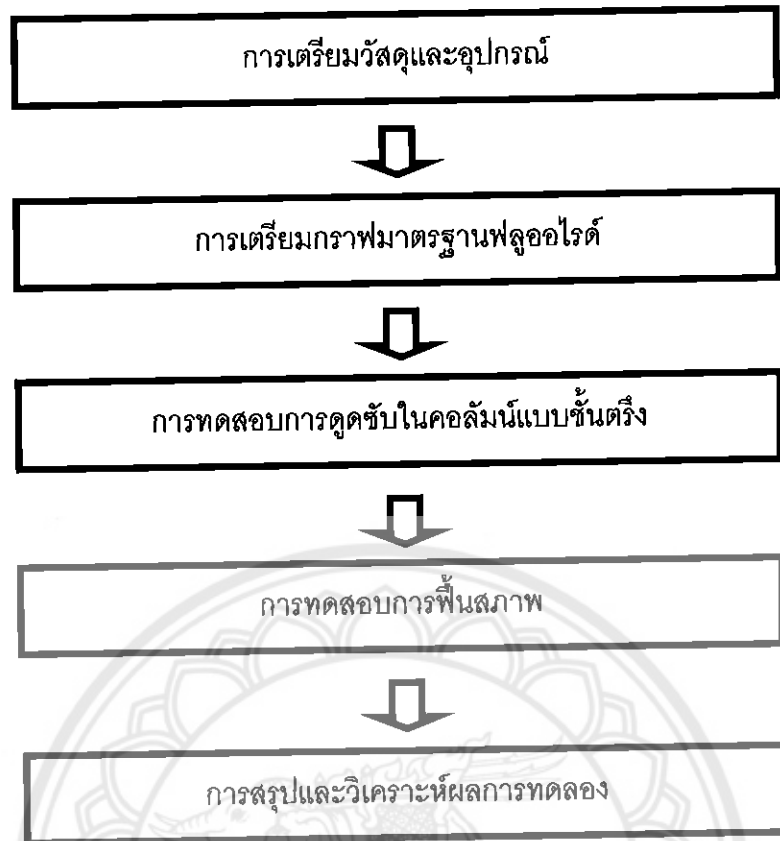 การเตรียมวัสดุและอุปกรณ์
การเตรียมกราฟมาตรฐานฟลูออไรด์
การทดสอบการดูดซับในคอลัมน์แบบชั้นตรึง
การทดสอบการฟื้นสภาพ
การสรุปและวิเคราะห์ผลการทดลอง